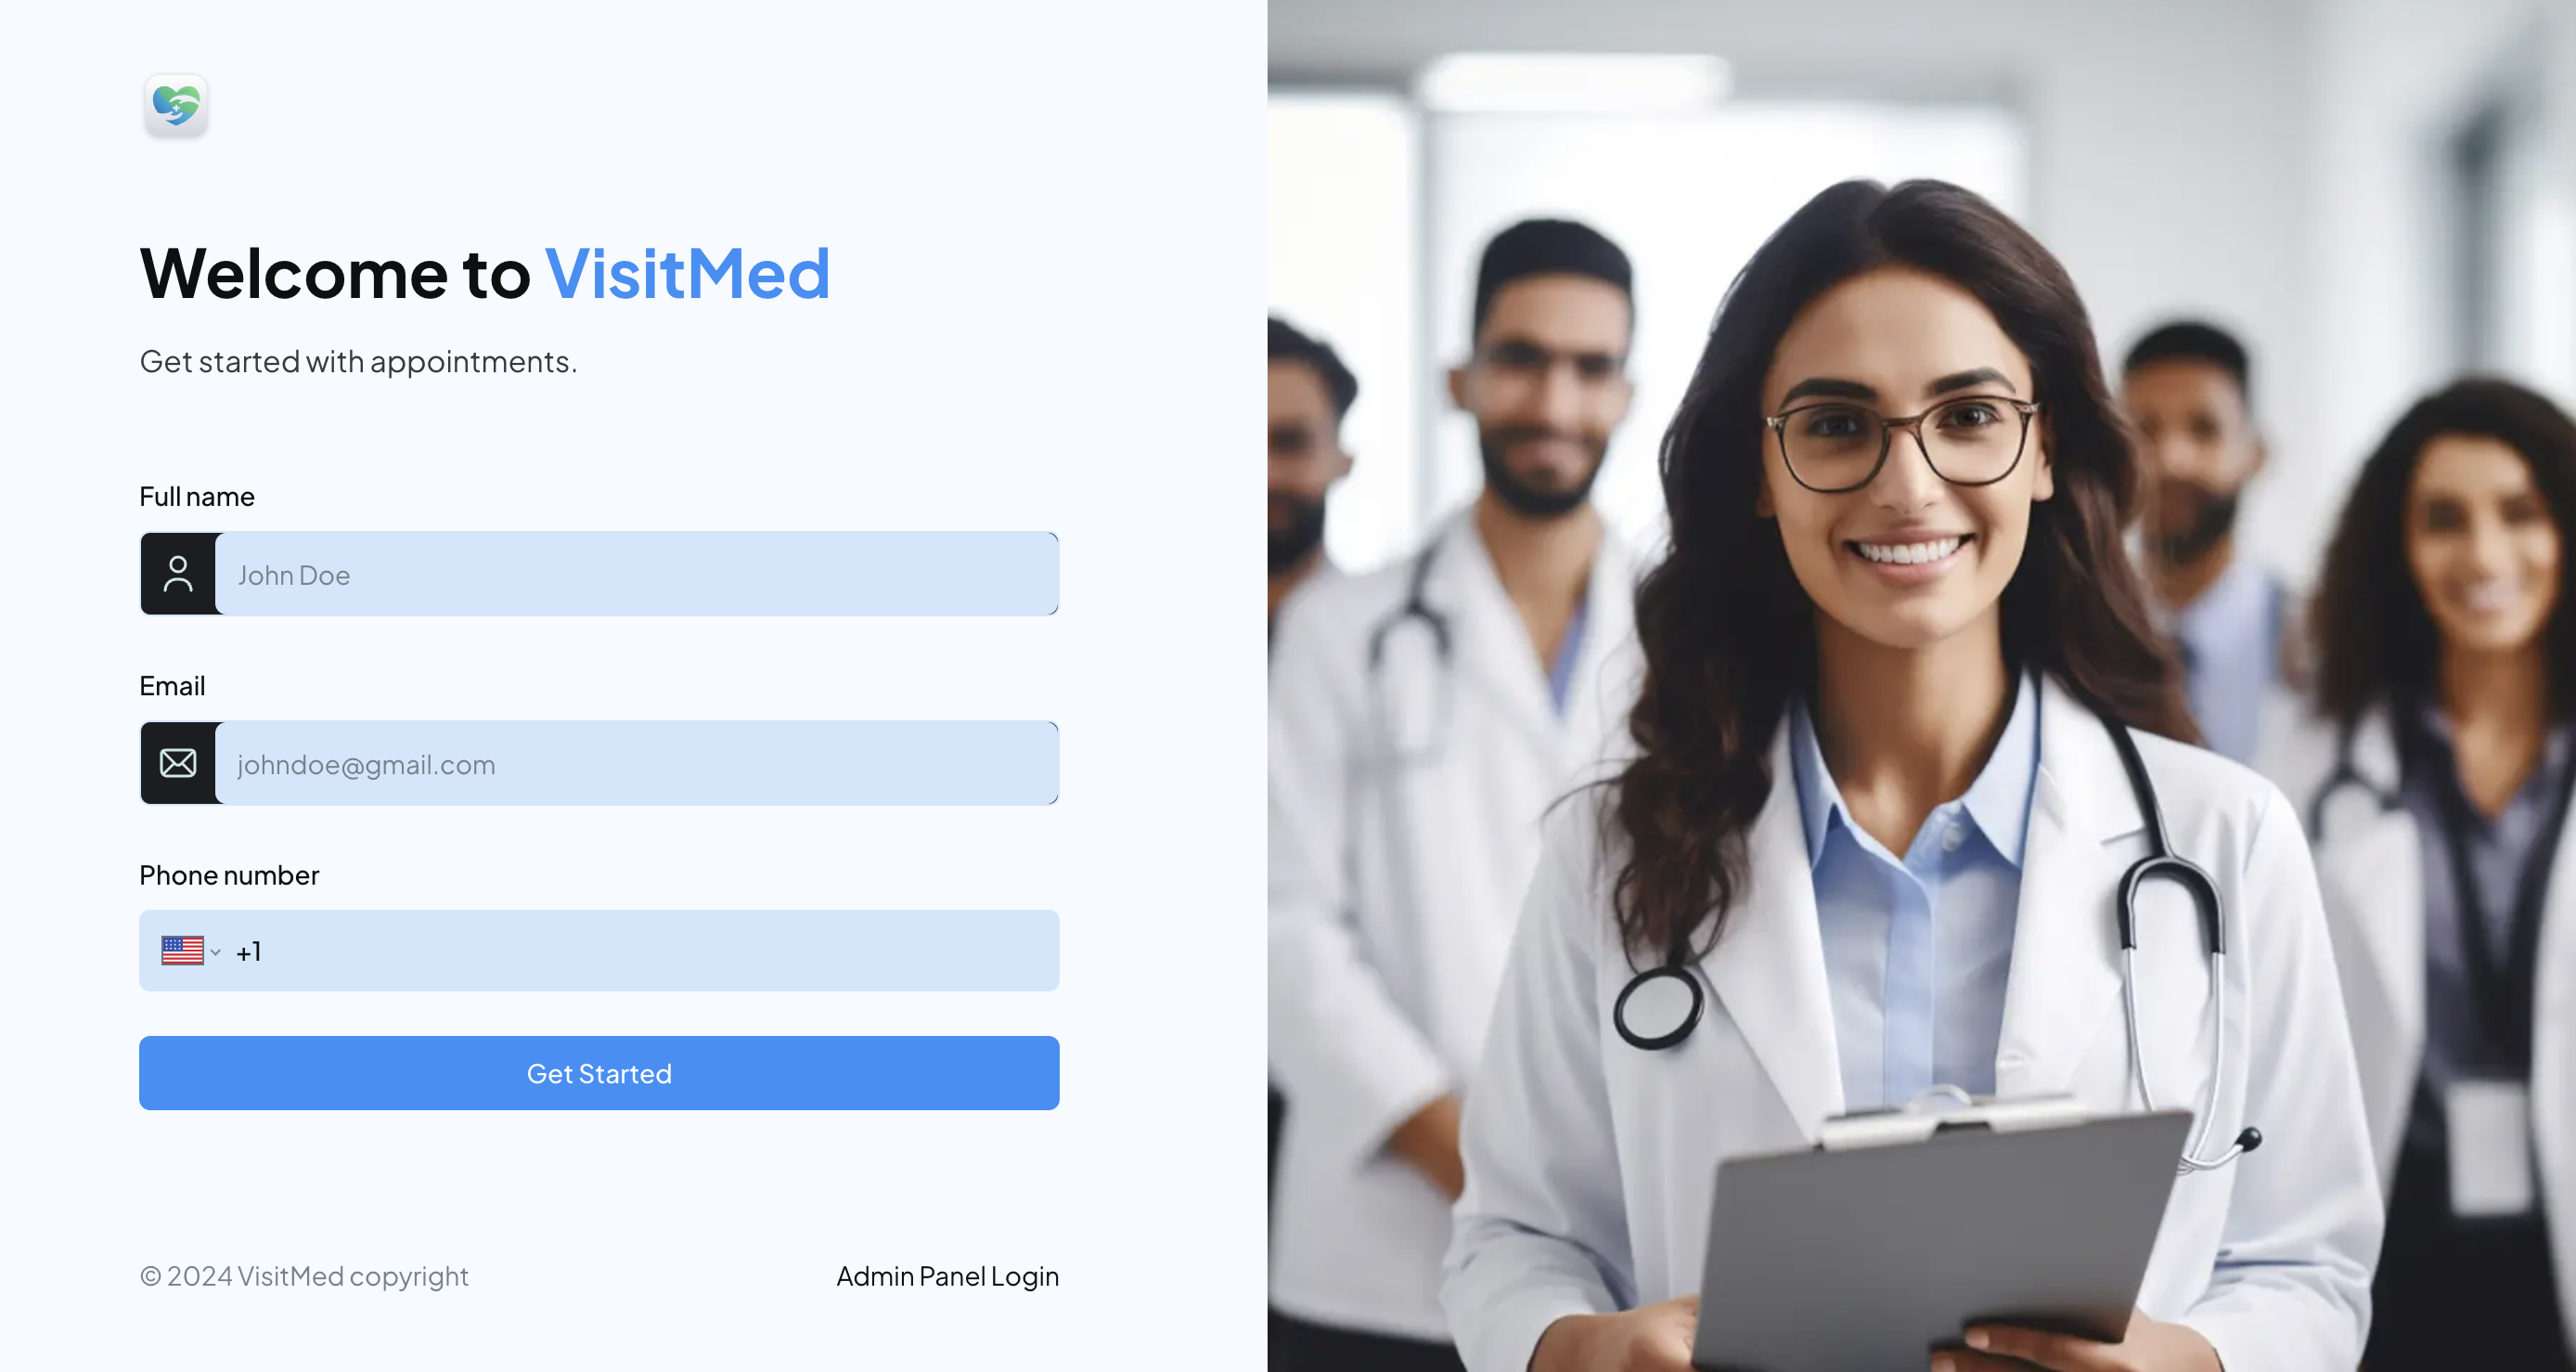 Welcome to VisitMed
Get started with appointments.
Full name
John Doe
Email
johndoe@gmail.com
Phone number
+1
Get Started
© 2024 VisitMed copyright
Admin Panel Login